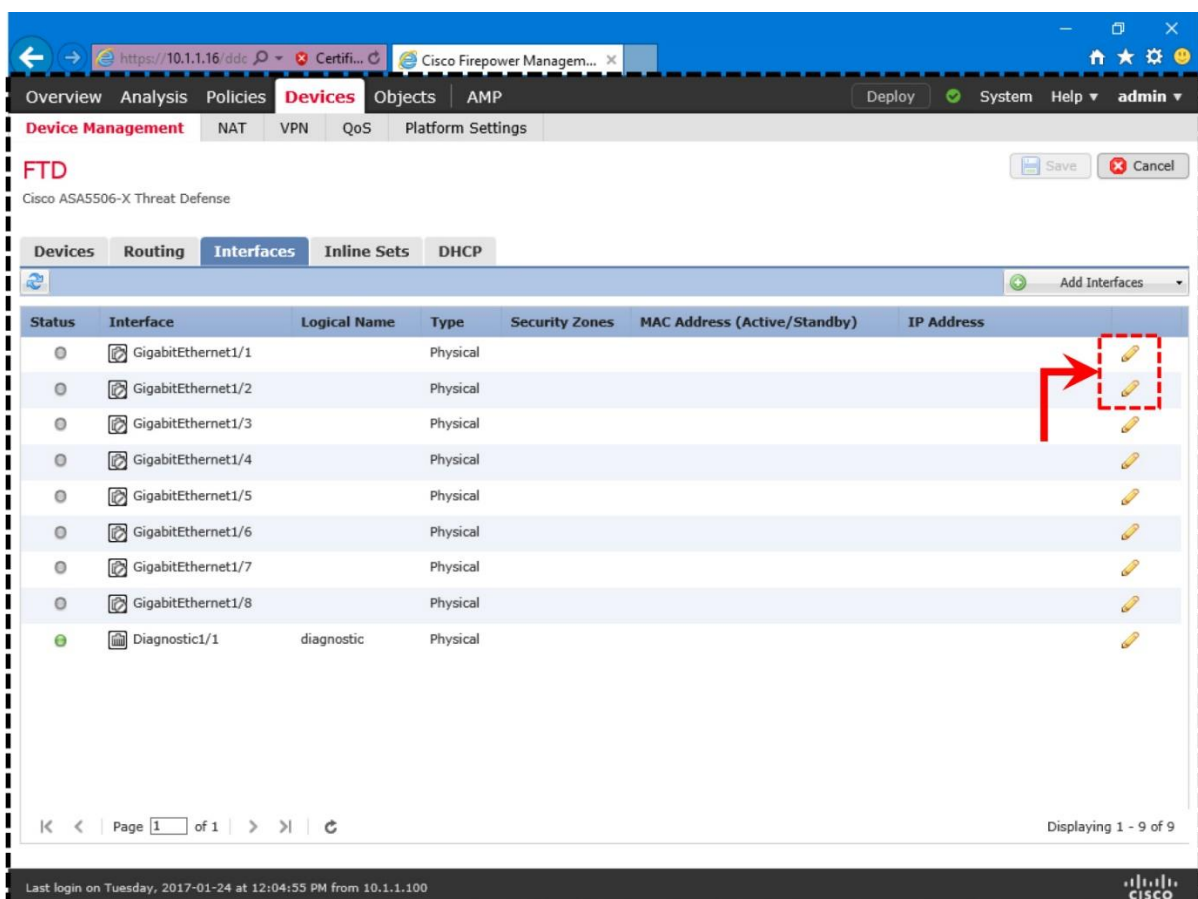 https://10.1.1.16/ddc Certifi... Cisco Firepower Managem...
Overview Analysis Policies Devices Objects AMP Deploy System Help admin
Device Management NAT VPN QoS Platform Settings
FTD Save Cancel
Cisco ASA5506-X Threat Defense
Devices Routing Interfaces Inline Sets DHCP
Add Interfaces
Status Interface Logical Name Type Security Zones MAC Address (Active/Standby) IP Address
GigabitEthernet1/1 Physical
GigabitEthernet1/2 Physical
GigabitEthernet1/3 Physical
GigabitEthernet1/4 Physical
GigabitEthernet1/5 Physical
GigabitEthernet1/6 Physical
GigabitEthernet1/7 Physical
GigabitEthernet1/8 Physical
Diagnostic1/1 diagnostic Physical
Page 1 of 1 Displaying 1 - 9 of 9
Last login on Tuesday, 2017-01-24 at 12:04:55 PM from 10.1.1.100
CISCO